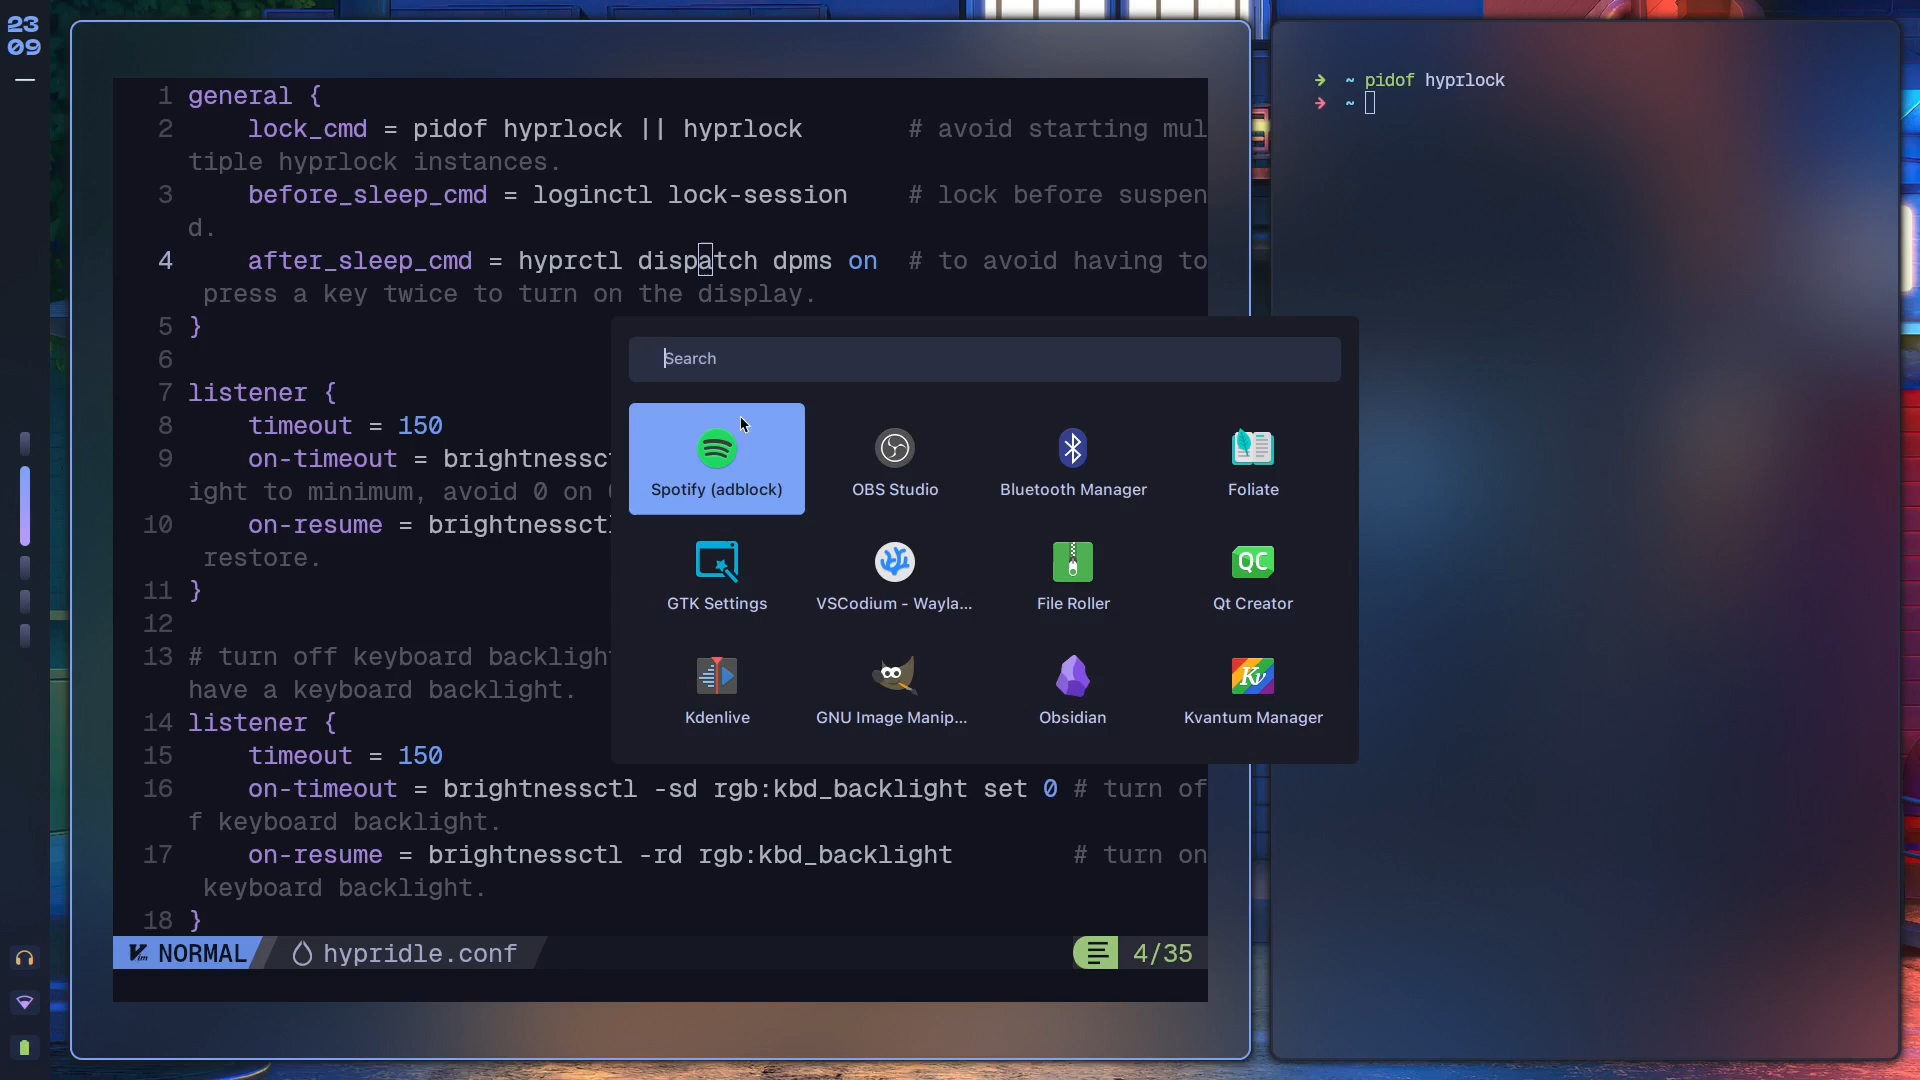 23
09
1 general {
2 lock_cmd = pidof hyprlock || hyprlock # avoid starting mul
tiple hyprlock instances.
3 before_sleep_cmd = loginctl lock-session # lock before suspen
d.
4 after_sleep_cmd = hyprctl dispatch dpms on # to avoid having to
press a key twice to turn on the display.
5 }
6
7 listener {
8 timeout = 150
9 on-timeout = brightnessc
ight to minimum, avoid 0 on
10 on-resume = brightnessctl
restore.
11 }
12
13 # turn off keyboard backligh
have a keyboard backlight.
14 listener {
15 timeout = 150
16 on-timeout = brightnessctl -sd rgb:kbd_backlight set 0 # turn of
f keyboard backlight.
17 on-resume = brightnessctl -rd rgb:kbd_backlight # turn on
keyboard backlight.
18 }
NORMAL hypridle.conf 4/35
➜ ~ pidof hyprlock
➜ ~
Search
Spotify (adblock)
OBS Studio
Bluetooth Manager
Foliate
GTK Settings
VSCodium - Wayla...
File Roller
QC
Qt Creator
Kdenlive
GNU Image Manip...
Obsidian
Kv
Kvantum Manager